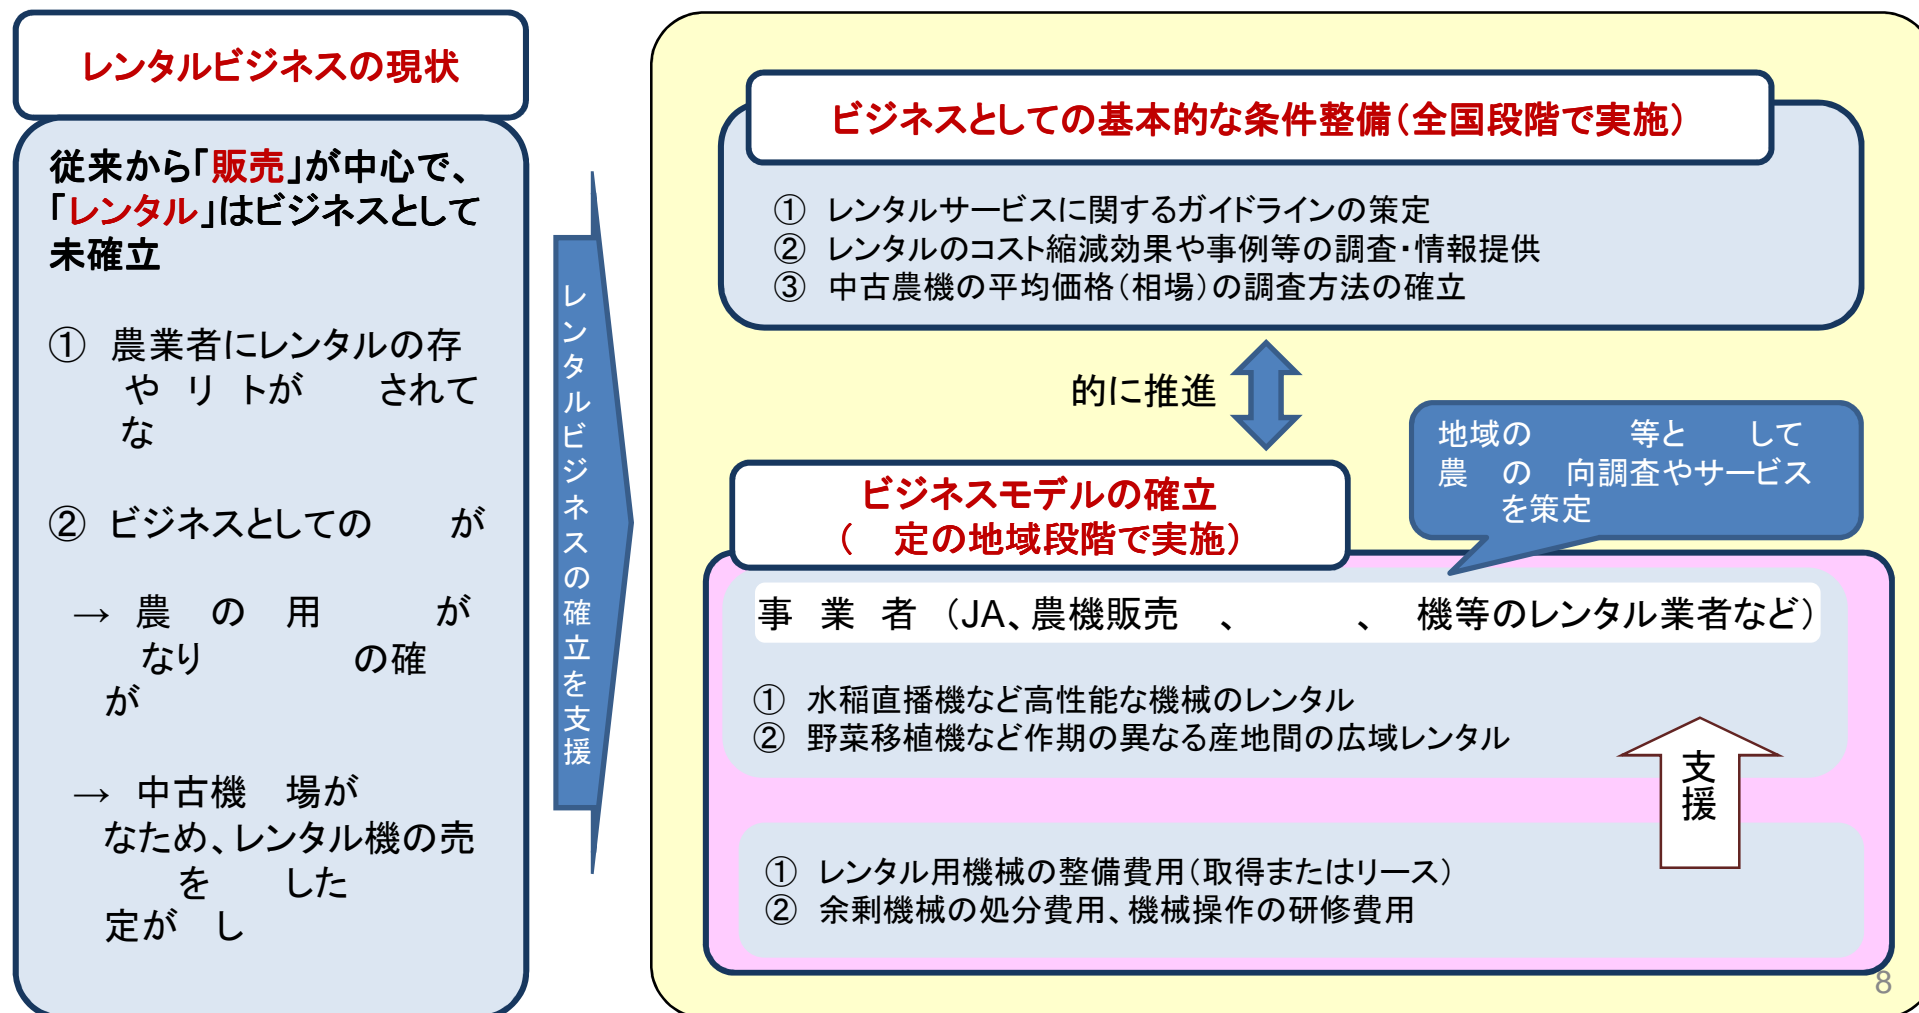 レンタルビジネスの現状
従来から「販売」が中心で、
「レンタル」はビジネスとして
未確立
① 農業者にレンタルの存
や リ トが されて
な
② ビジネスとしての が
→ 農 の 用 が
なり の確
が
→ 中古機 場が
なため、レンタル機の売
を した
定が し
レンタルビジネスの確立を支援
ビジネスとしての基本的な条件整備（全国段階で実施）
① レンタルサービスに関するガイドラインの策定
② レンタルのコスト縮減効果や事例等の調査・情報提供
③ 中古農機の平均価格（相場）の調査方法の確立
的に推進
地域の 等と して
農 の 向調査やサービス
を策定
ビジネスモデルの確立
（ 定の地域段階で実施）
事 業 者 （JA、農機販売 、 、 機等のレンタル業者など）
① 水稲直播機など高性能な機械のレンタル
② 野菜移植機など作期の異なる産地間の広域レンタル
支援
① レンタル用機械の整備費用（取得またはリース）
② 余剰機械の処分費用、機械操作の研修費用
8